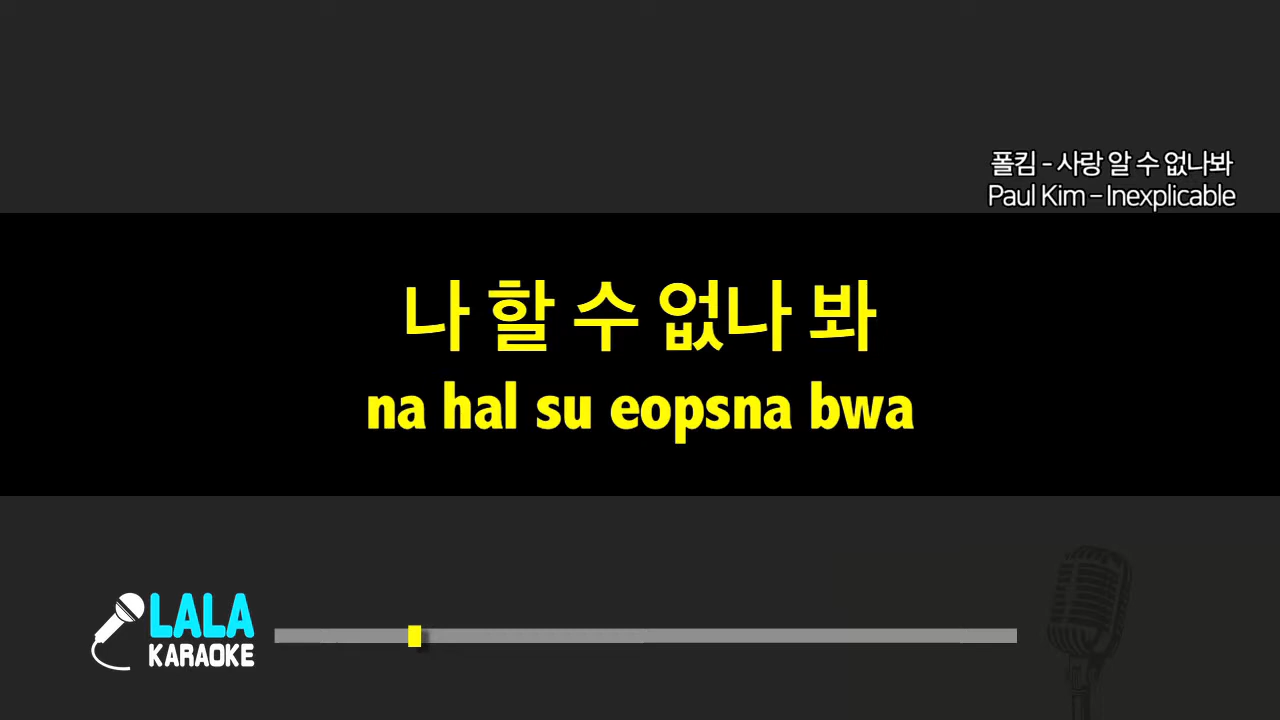 폴킴 - 사랑 알 수 없나봐
Paul Kim – Inexplicable
나 할 수 없나 봐
na hal su eopsna bwa
LALA
KARAOKE